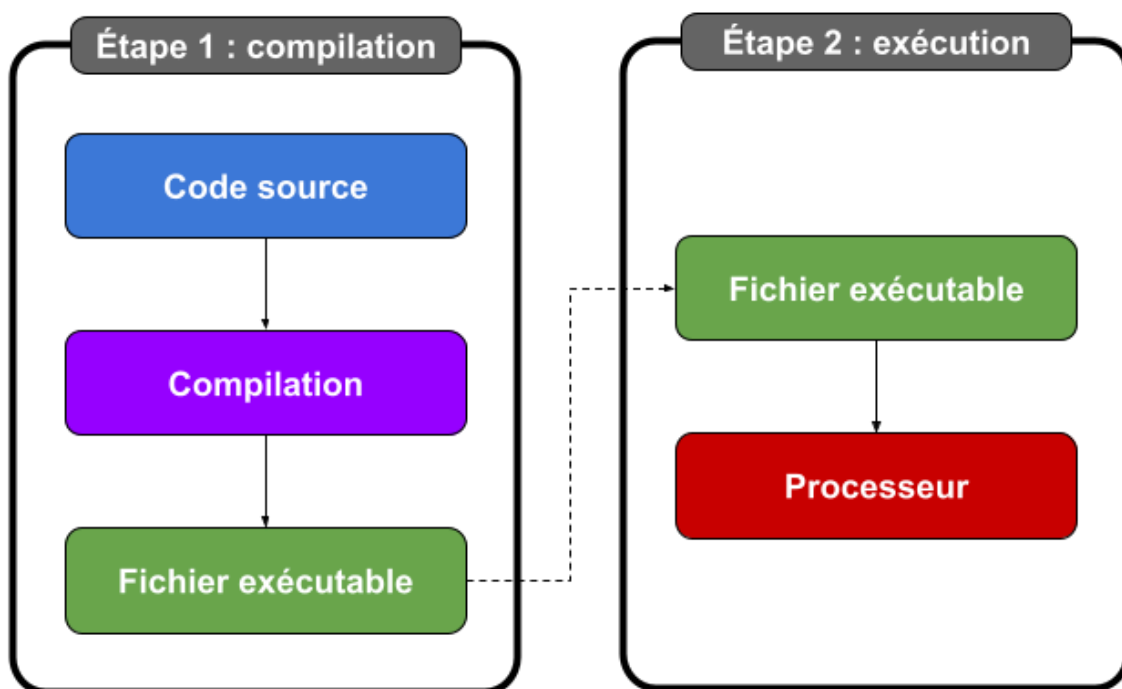 Étape 1 : compilation
Code source
Compilation
Fichier exécutable
Étape 2 : exécution
Fichier exécutable
Processeur